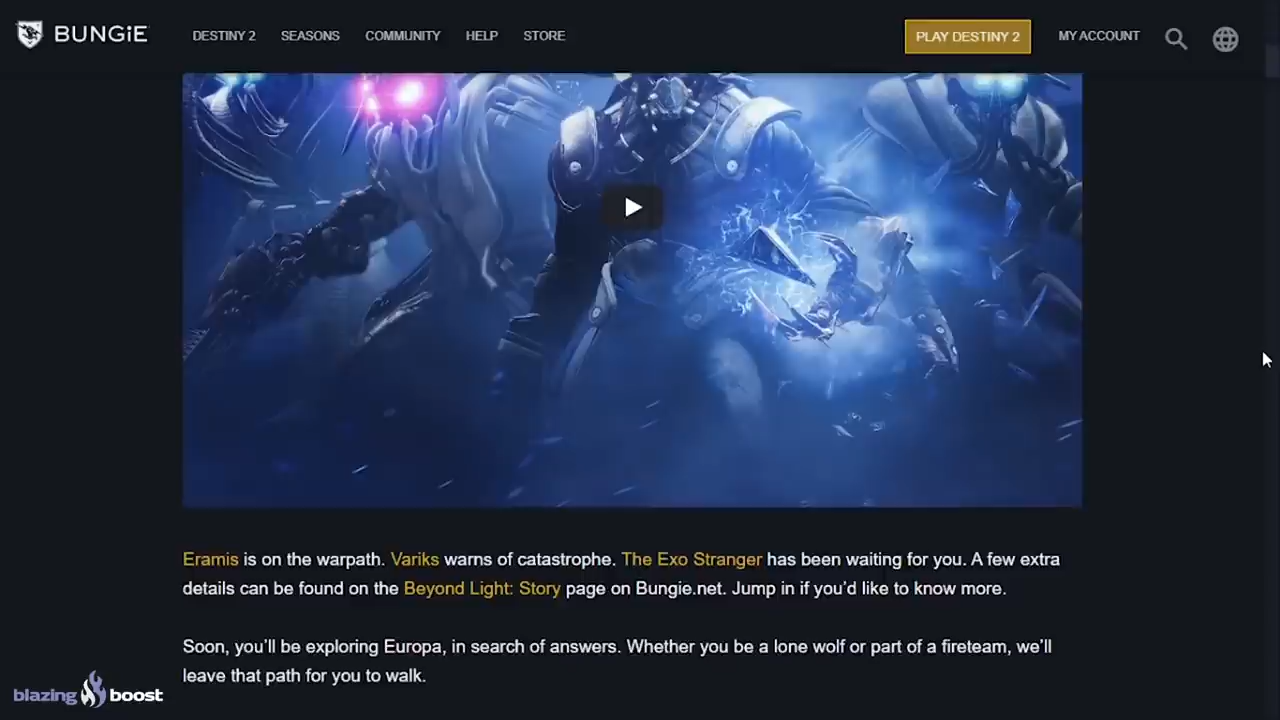 BUNGiE DESTINY 2 SEASONS COMMUNITY HELP STORE PLAY DESTINY 2 MY ACCOUNT
Eramis is on the warpath. Variks warns of catastrophe. The Exo Stranger has been waiting for you. A few extra
details can be found on the Beyond Light: Story page on Bungie.net. Jump in if you’d like to know more.
Soon, you’ll be exploring Europa, in search of answers. Whether you be a lone wolf or part of a fireteam, we’ll
leave that path for you to walk.
blazing boost